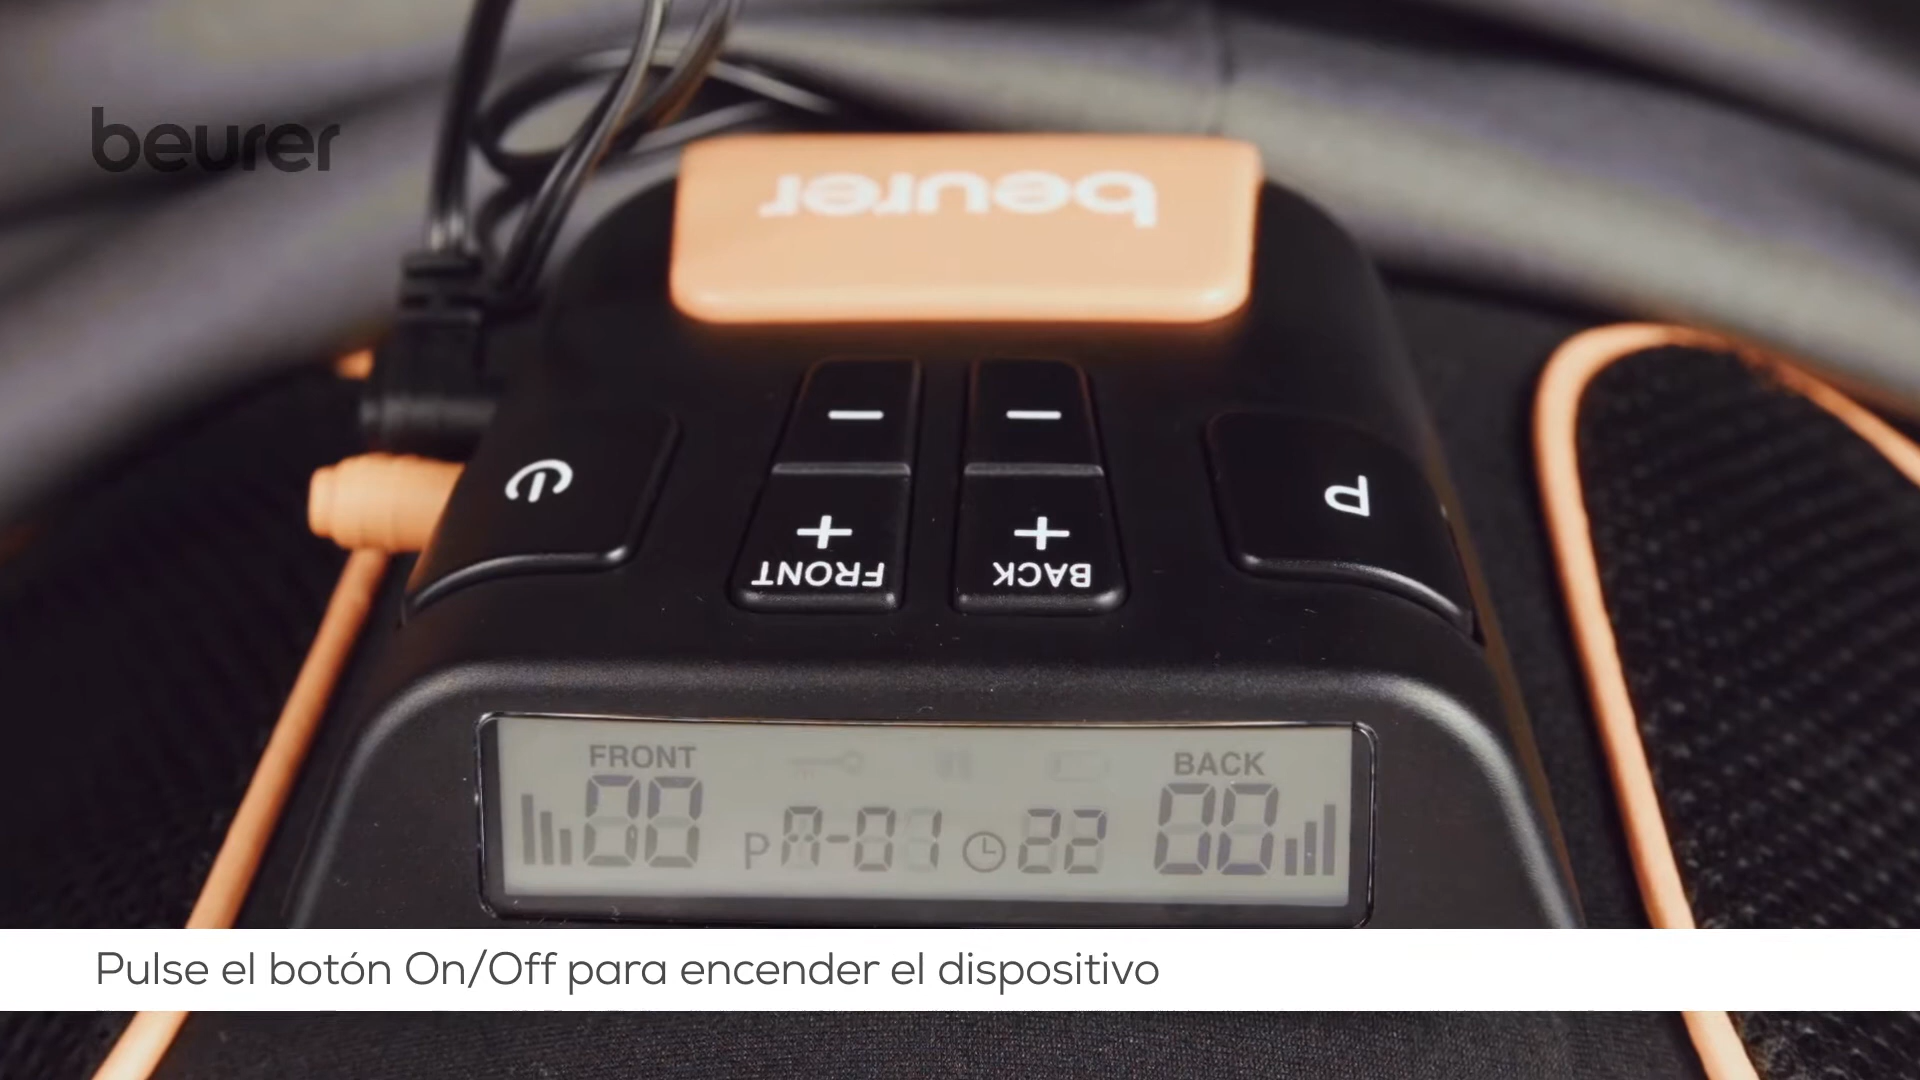 beurer
beurer
− −
+ +
FRONT BACK
P
FRONT BACK
00 P A-01 22 00
Pulse el botón On/Off para encender el dispositivo